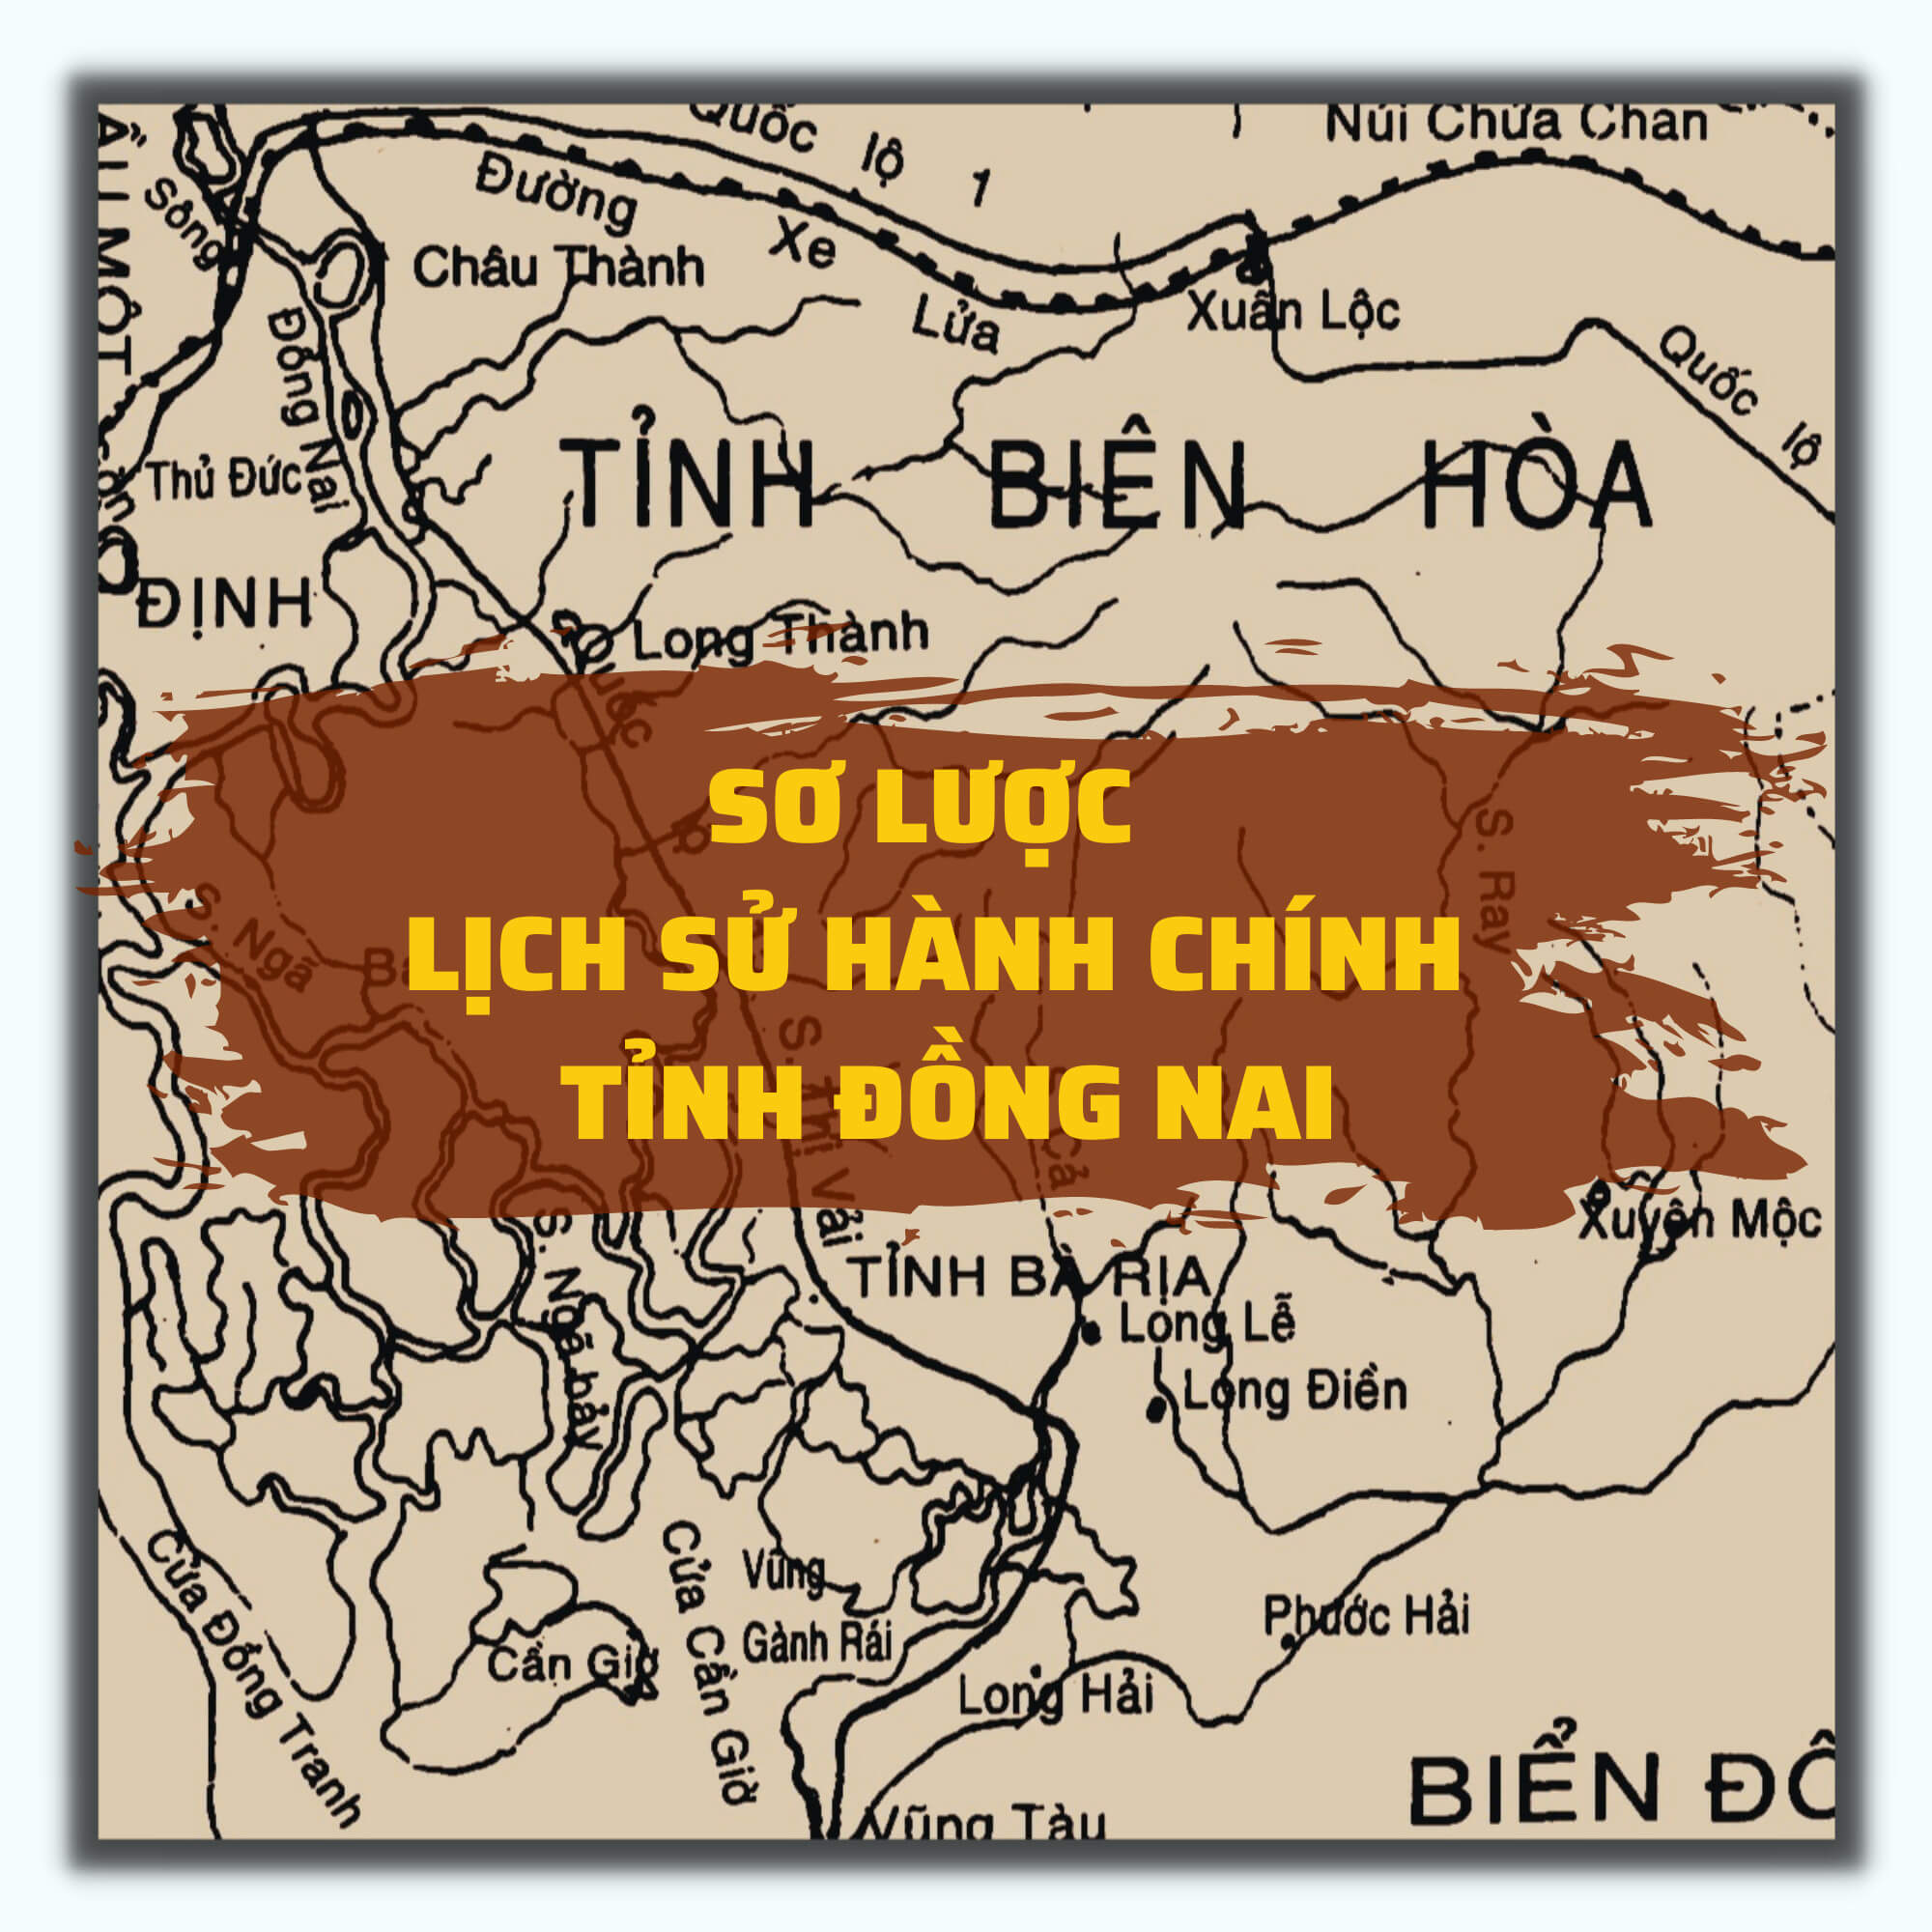 Quốc lộ 1
Núi Chứa Chan
Sông
Đường Xe Lửa
Châu Thành
Xuân Lộc
Quốc lộ
MỘT
Đồng Nai
Thủ Đức
TỈNH BIÊN HÒA
ĐỊNH
Long Thành
Quốc
lộ
SƠ LƯỢC
LỊCH SỬ HÀNH CHÍNH
TỈNH ĐỒNG NAI
S. Ray
S. Ngã
S. Thị Vải
Xuyên Mộc
S. Ngã bảy
TỈNH BÀ RỊA
Long Lễ
Long Điền
Cửa Đồng Tranh
Cửa Cần Giờ
Vũng
Gành Rái
Cần Giờ
Phước Hải
Long Hải
BIỂN
Vũng Tàu